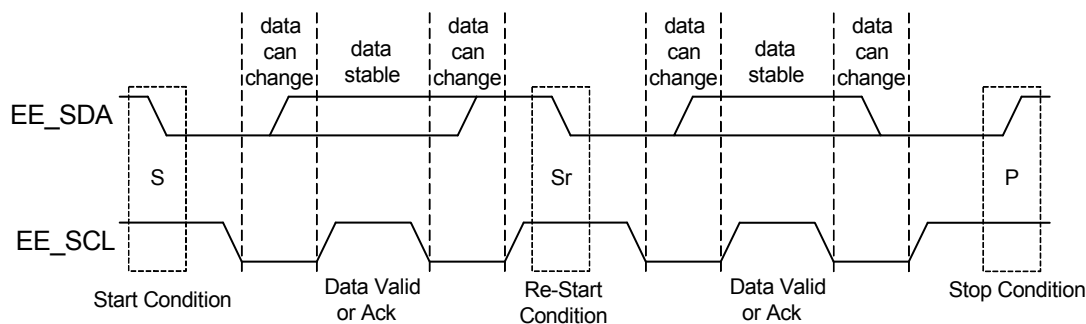 data
can
change
data
stable
data
can
change
data
can
change
data
stable
data
can
change
EE_SDA
S
Sr
P
EE_SCL
Start Condition
Data Valid
or Ack
Re-Start
Condition
Data Valid
or Ack
Stop Condition